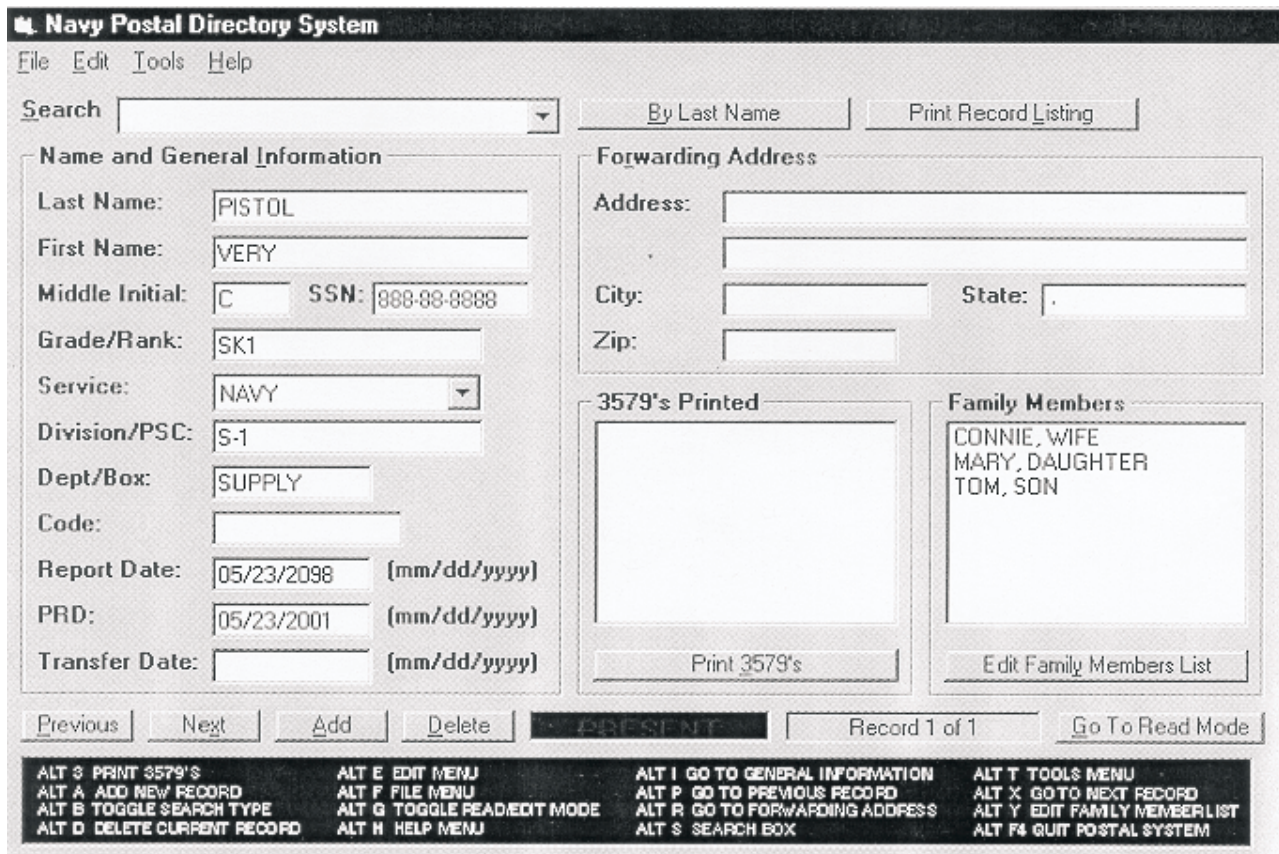 Navy Postal Directory System
File Edit Tools Help
Search By Last Name Print Record Listing
Name and General Information
Last Name: PISTOL
First Name: VERY
Middle Initial: C SSN: 888-88-8888
Grade/Rank: SK1
Service: NAVY
Division/PSC: S-1
Dept/Box: SUPPLY
Code:
Report Date: 05/23/2098 (mm/dd/yyyy)
PRD: 05/23/2001 (mm/dd/yyyy)
Transfer Date: (mm/dd/yyyy)
Forwarding Address
Address:
City: State: .
Zip:
3579's Printed
Print 3579's
Family Members
CONNIE, WIFE
MARY, DAUGHTER
TOM, SON
Edit Family Members List
Previous Next Add Delete PRESENT Record 1 of 1 Go To Read Mode
ALT 3 PRINT 3579'S ALT E EDIT MENU ALT I GO TO GENERAL INFORMATION ALT T TOOLS MENU
ALT A ADD NEW RECORD ALT F FILE MENU ALT P GO TO PREVIOUS RECORD ALT X GO TO NEXT RECORD
ALT B TOGGLE SEARCH TYPE ALT G TOGGLE READ/EDIT MODE ALT R GO TO FORWARDING ADDRESS ALT Y EDIT FAMILY MEMBER LIST
ALT D DELETE CURRENT RECORD ALT H HELP MENU ALT S SEARCH BOX ALT F4 QUIT POSTAL SYSTEM